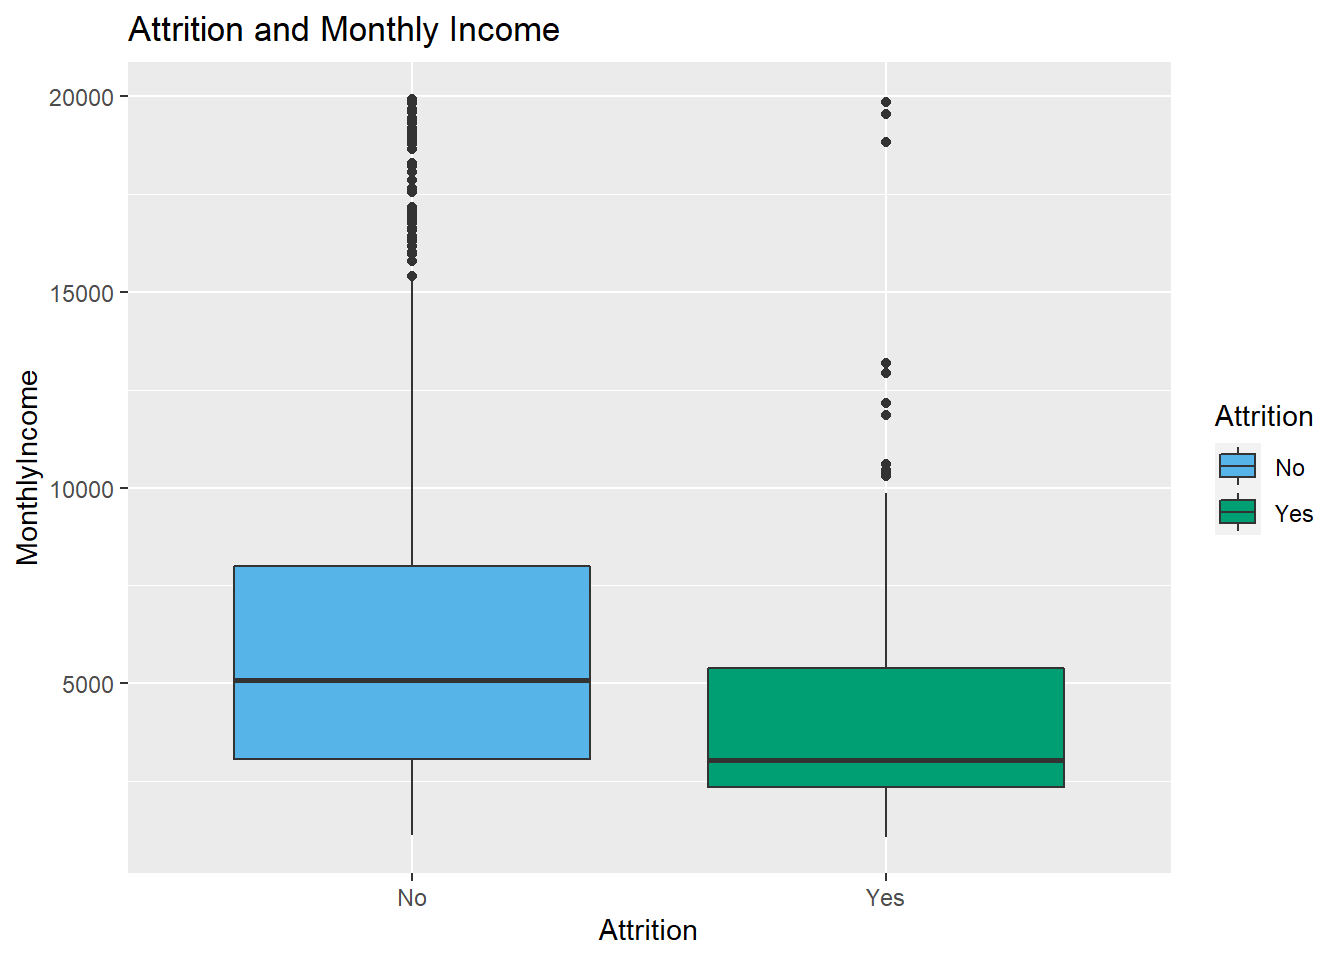 Attrition and Monthly Income
MonthlyIncome
20000
15000
10000
5000
No
Yes
Attrition
Attrition
No
Yes